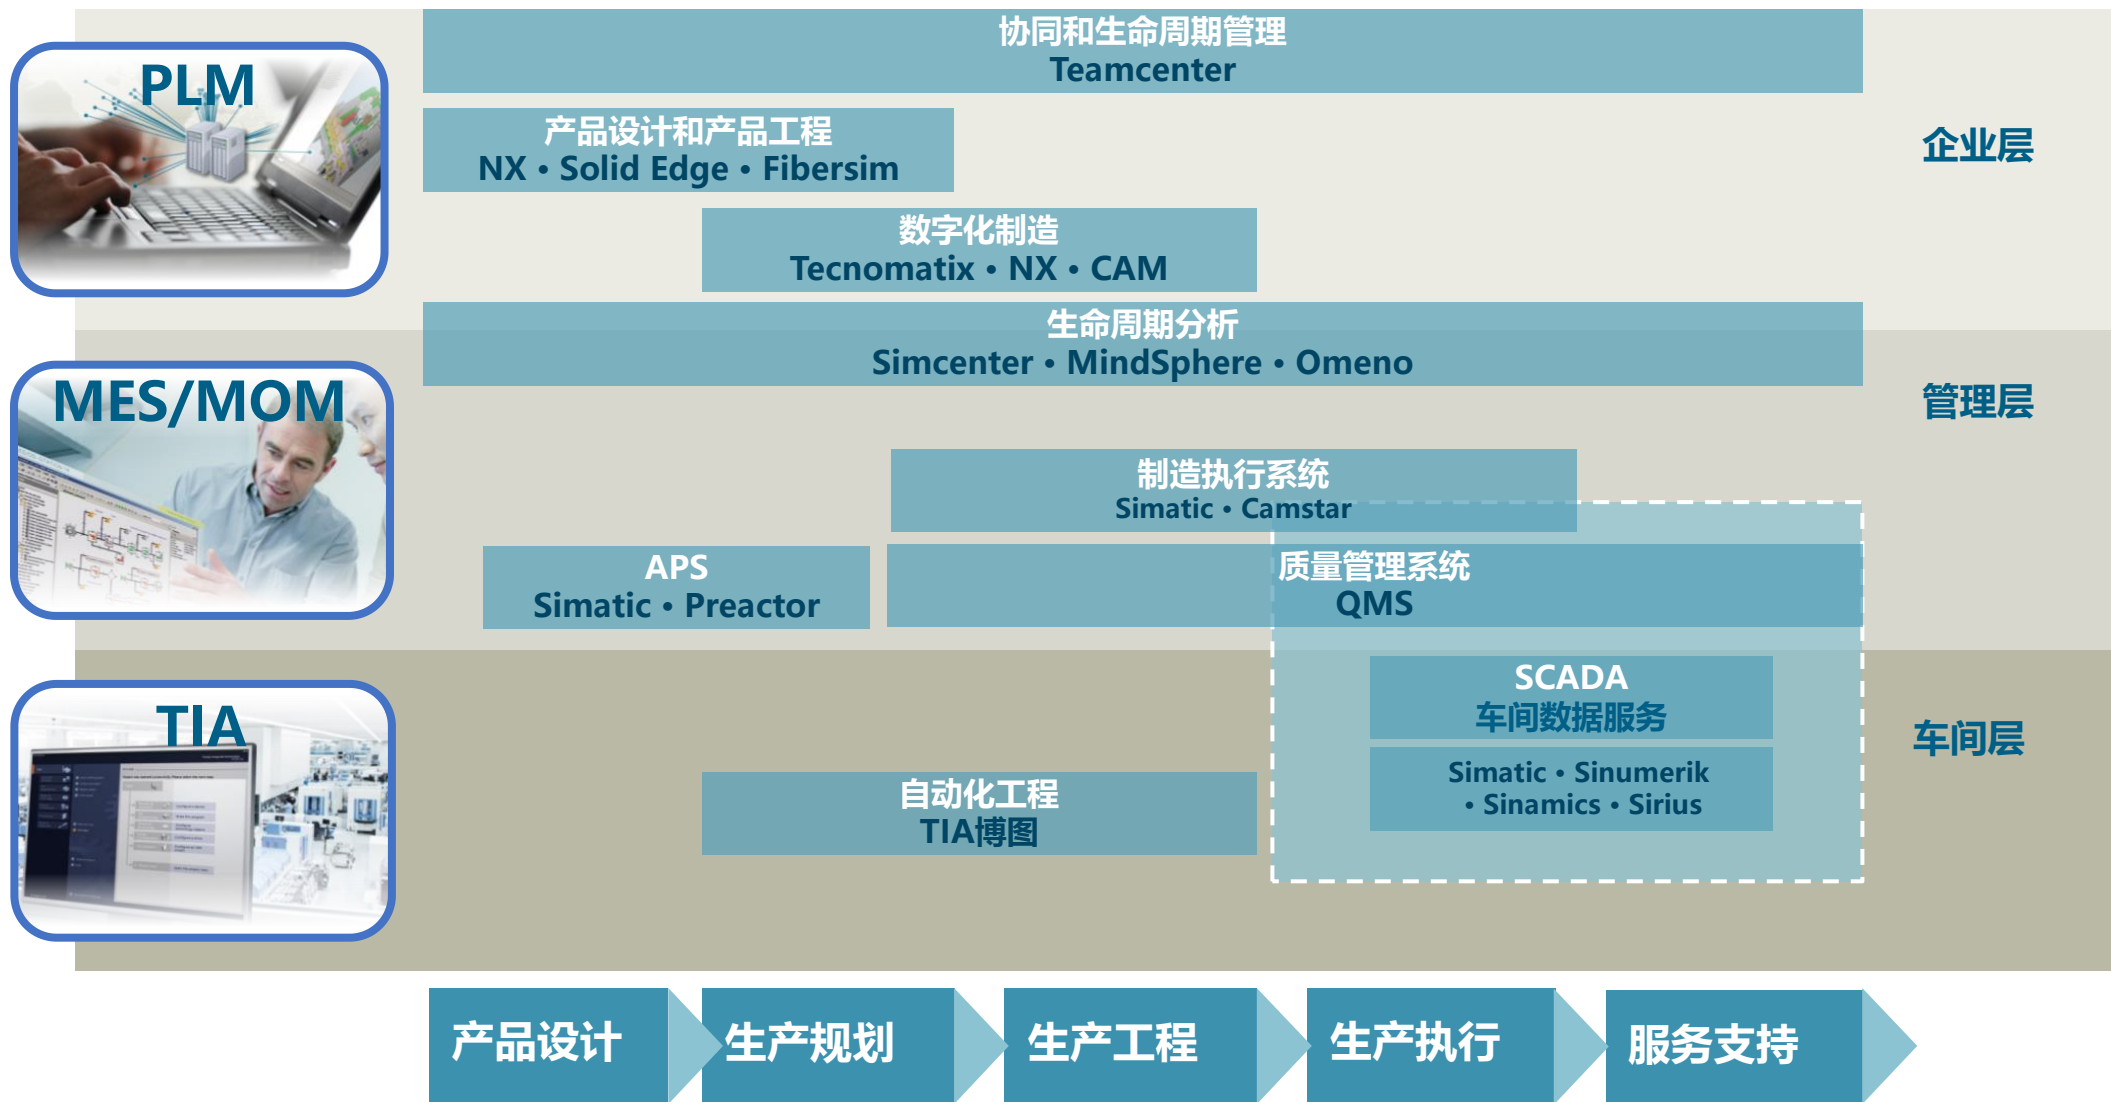 协同和生命周期管理
Teamcenter
PLM
产品设计和产品工程
NX • Solid Edge • Fibersim
企业层
数字化制造
Tecnomatix • NX • CAM
生命周期分析
Simcenter • MindSphere • Omeno
MES/MOM
管理层
制造执行系统
Simatic • Camstar
APS
Simatic • Preactor
质量管理系统
QMS
TIA
SCADA
车间数据服务
车间层
Simatic • Sinumerik
• Sinamics • Sirius
自动化工程
TIA博图
产品设计
生产规划
生产工程
生产执行
服务支持